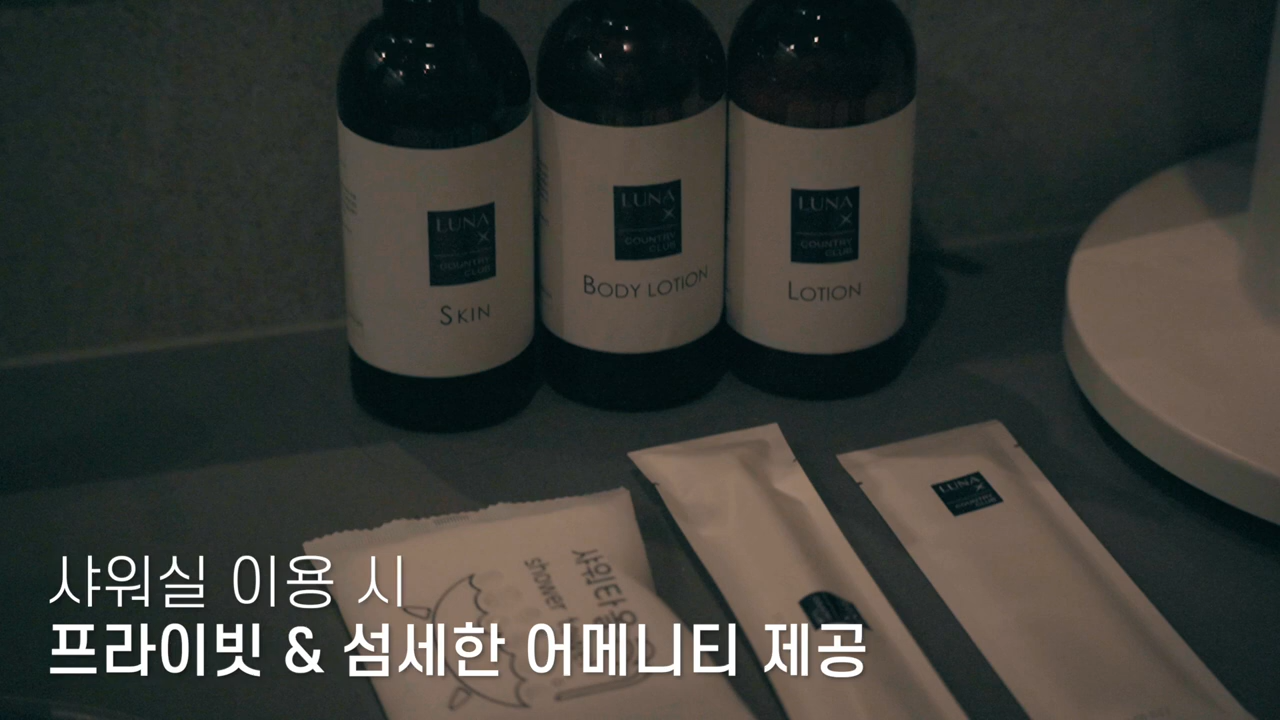 LUNA
X
COUNTRY
CLUB
SKIN
LUNA
X
COUNTRY
CLUB
BODY LOTION
LUNA
X
COUNTRY
CLUB
LOTION
LUNA
X
COUNTRY
CLUB
샤워타올
shower
샤워실 이용 시
프라이빗 & 섬세한 어메니티 제공